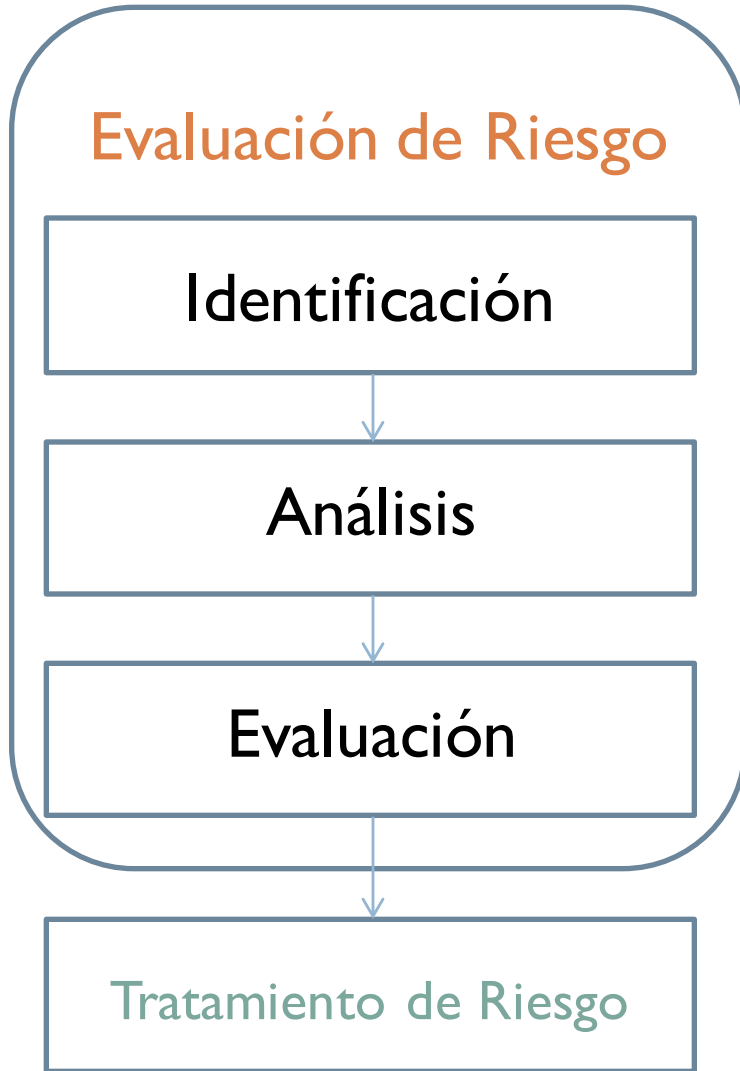 Evaluación de Riesgo
Identificación
Análisis
Evaluación
Tratamiento de Riesgo